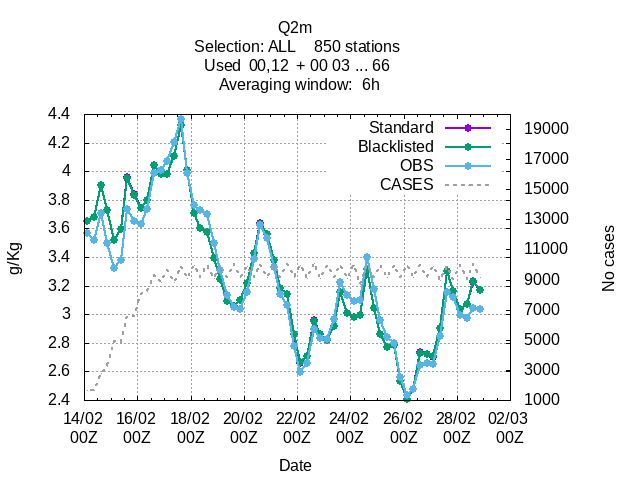 Q2m
Selection: ALL 850 stations
Used 00,12 + 00 03 ... 66
Averaging window: 6h
4.4
4.2
4
3.8
3.6
3.4
3.2
3
2.8
2.6
2.4
g/Kg
Standard
Blacklisted
OBS
CASES
19000
17000
15000
13000
11000
9000
7000
5000
3000
1000
No cases
14/02 16/02 18/02 20/02 22/02 24/02 26/02 28/02 02/03
00Z 00Z 00Z 00Z 00Z 00Z 00Z 00Z 00Z
Date